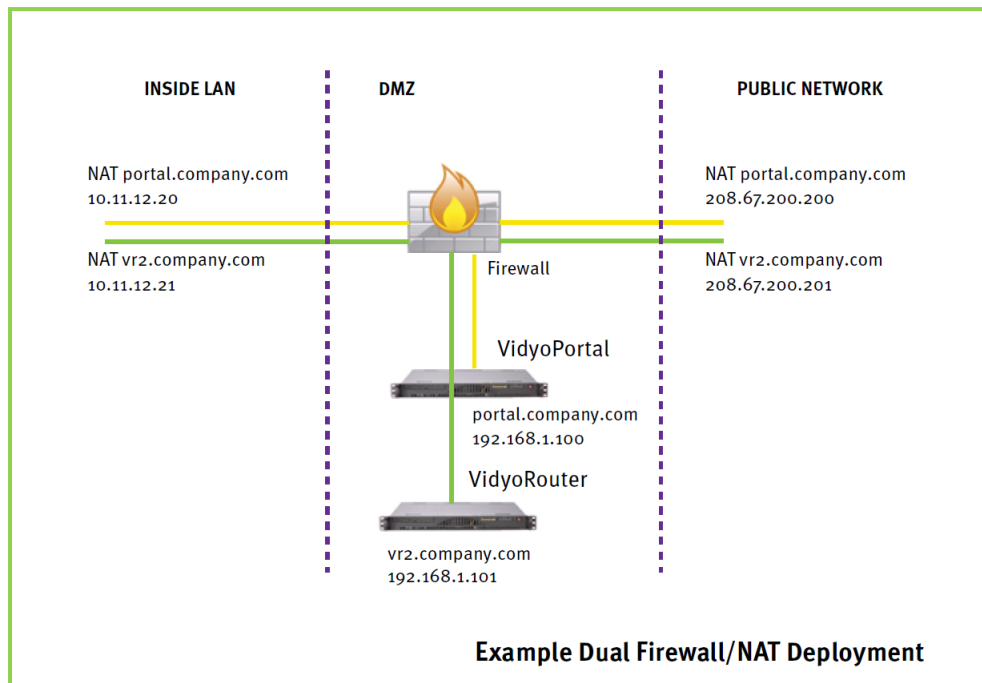 INSIDE LAN
DMZ
PUBLIC NETWORK
NAT portal.company.com
10.11.12.20
NAT portal.company.com
208.67.200.200
NAT vr2.company.com
10.11.12.21
Firewall
NAT vr2.company.com
208.67.200.201
VidyoPortal
portal.company.com
192.168.1.100
VidyoRouter
vr2.company.com
192.168.1.101
Example Dual Firewall/NAT Deployment